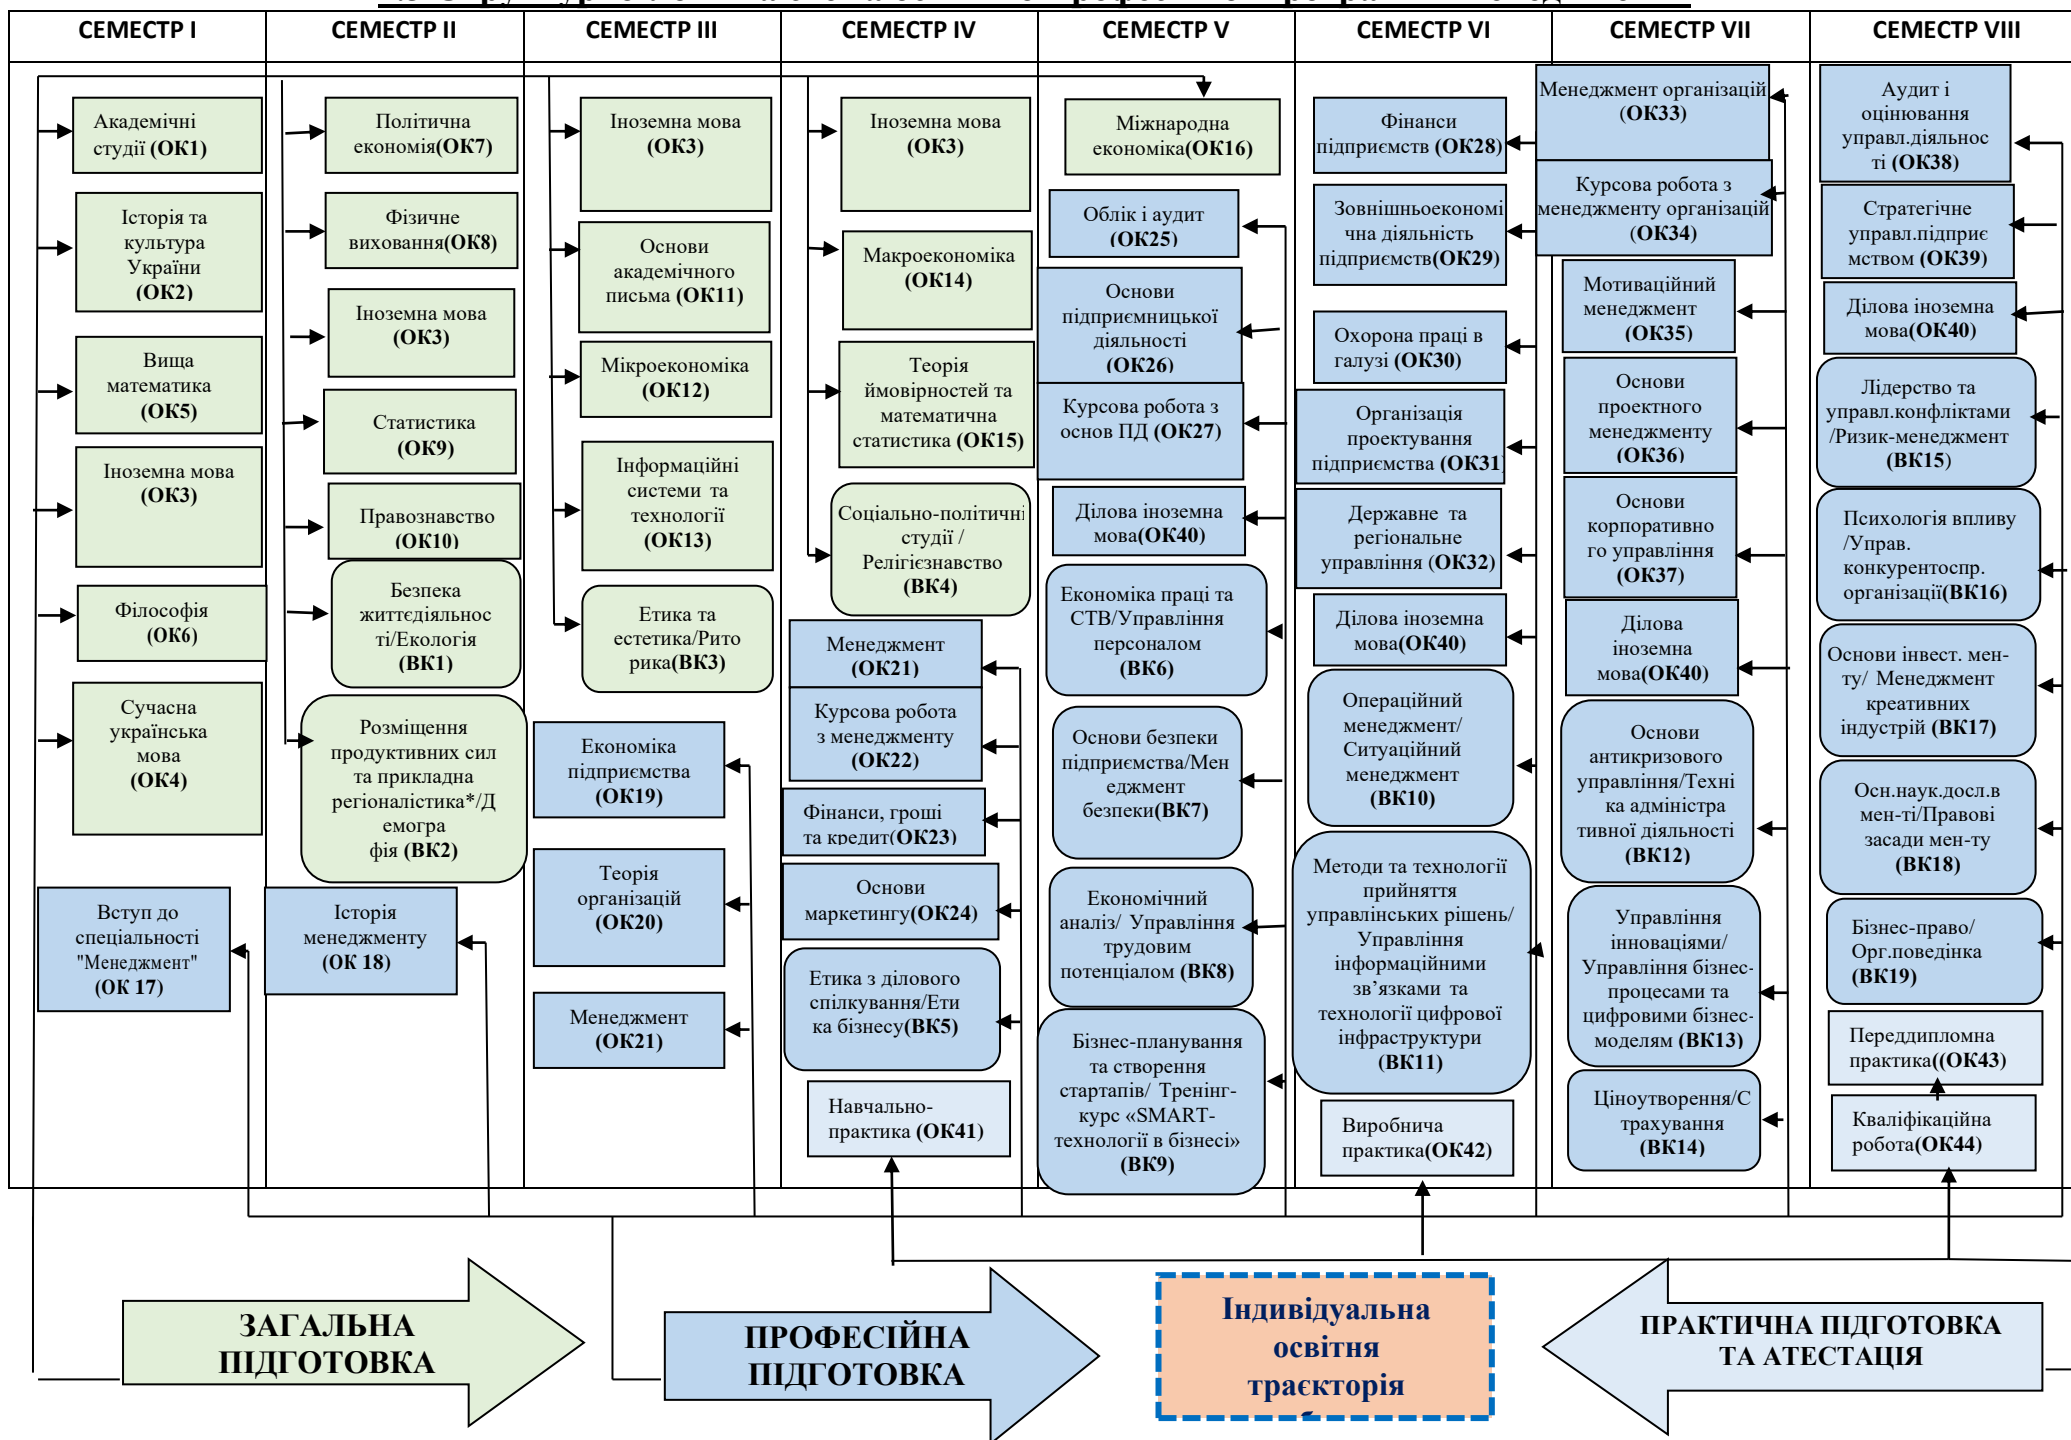 СЕМЕСТР I
СЕМЕСТР II
СЕМЕСТР III
СЕМЕСТР IV
СЕМЕСТР V
СЕМЕСТР VI
СЕМЕСТР VII
СЕМЕСТР VIII
Академічні
студії (ОК1)
Історія та
культура
України
(ОК2)
Вища
математика
(ОК5)
Іноземна мова
(ОК3)
Філософія
(ОК6)
Сучасна
українська
мова
(ОК4)
Вступ до
спеціальності
"Менеджмент"
(ОК 17)
Політична
економія(ОК7)
Фізичне
виховання(ОК8)
Іноземна мова
(ОК3)
Статистика
(ОК9)
Правознавство
(ОК10)
Безпека
життєдіяльнос
ті/Екологія
(ВК1)
Розміщення
продуктивних сил
та прикладна
регіоналістика*/Д
емогра
фія (ВК2)
Історія
менеджменту
(ОК 18)
Іноземна мова
(ОК3)
Основи
академічного
письма (ОК11)
Мікроекономіка
(ОК12)
Інформаційні
системи та
технології
(ОК13)
Етика та
естетика/Рито
рика(ВК3)
Економіка
підприємства
(ОК19)
Теорія
організацій
(ОК20)
Менеджмент
(ОК21)
Іноземна мова
(ОК3)
Макроекономіка
(ОК14)
Теорія
ймовірностей та
математична
статистика (ОК15)
Соціально-політичні
студії /
Релігієзнавство
(ВК4)
Менеджмент
(ОК21)
Курсова робота
з менеджменту
(ОК22)
Фінанси, гроші
та кредит(ОК23)
Основи
маркетингу(ОК24)
Етика з ділового
спілкування/Ети
ка бізнесу(ВК5)
Навчально-
практика (ОК41)
Міжнародна
економіка(ОК16)
Облік і аудит
(ОК25)
Основи
підприємницької
діяльності
(ОК26)
Курсова робота з
основ ПД (ОК27)
Ділова іноземна
мова(ОК40)
Економіка праці та
СТВ/Управління
персоналом
(ВК6)
Основи безпеки
підприємства/Мен
еджмент
безпеки(ВК7)
Економічний
аналіз/ Управління
трудовим
потенціалом (ВК8)
Бізнес-планування
та створення
стартапів/ Тренінг-
курс «SMART-
технології в бізнесі»
(ВК9)
Фінанси
підприємств (ОК28)
Зовнішньоекономі
чна діяльність
підприємств(ОК29)
Охорона праці в
галузі (ОК30)
Організація
проектування
підприємства (ОК31)
Державне та
регіональне
управління (ОК32)
Ділова іноземна
мова(ОК40)
Операційний
менеджмент/
Ситуаційний
менеджмент
(ВК10)
Методи та технології
прийняття
управлінських рішень/
Управління
інформаційними
зв’язками та
технології цифрової
інфраструктури
(ВК11)
Виробнича
практика(ОК42)
Менеджмент організацій
(ОК33)
Курсова робота з
менеджменту організацій
(ОК34)
Мотиваційний
менеджмент
(ОК35)
Основи
проектного
менеджменту
(ОК36)
Основи
корпоративно
го управління
(ОК37)
Ділова
іноземна
мова(ОК40)
Основи
антикризового
управління/Техні
ка адміністра
тивної діяльності
(ВК12)
Управління
інноваціями/
Управління бізнес-
процесами та
цифровими бізнес-
моделям (ВК13)
Ціноутворення/С
трахування
(ВК14)
Аудит і
оцінювання
управл.діяльнос
ті (ОК38)
Стратегічне
управл.підприє
мством (ОК39)
Ділова іноземна
мова(ОК40)
Лідерство та
управл.конфліктами
/Ризик-менеджмент
(ВК15)
Психологія впливу
/Управ.
конкурентоспр.
організації(ВК16)
Основи інвест. мен-
ту/ Менеджмент
креативних
індустрій (ВК17)
Осн.наук.досл.в
мен-ті/Правові
засади мен-ту
(ВК18)
Бізнес-право/
Орг.поведінка
(ВК19)
Переддипломна
практика((ОК43)
Кваліфікаційна
робота(ОК44)
ЗАГАЛЬНА
ПІДГОТОВКА
ПРОФЕСІЙНА
ПІДГОТОВКА
Індивідуальна
освітня
траєкторія
ПРАКТИЧНА ПІДГОТОВКА
ТА АТЕСТАЦІЯ